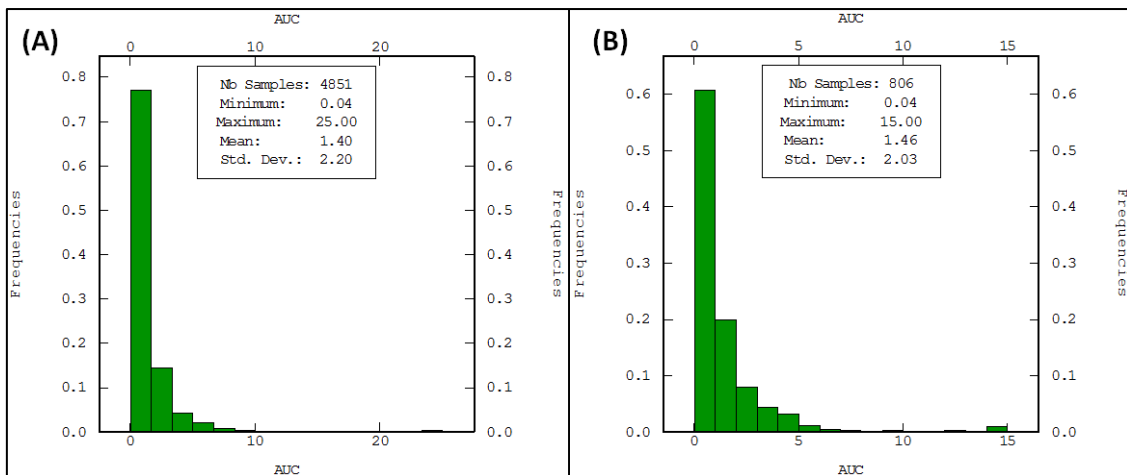 (A)
AUC
0 10 20
Nb Samples: 4851
Minimum: 0.04
Maximum: 25.00
Mean: 1.40
Std. Dev.: 2.20
0.8 0.8
0.7 0.7
0.6 0.6
0.5 0.5
0.4 0.4
0.3 0.3
0.2 0.2
0.1 0.1
0.0 0.0
Frequencies
Frequencies
0 10 20
AUC
(B)
AUC
0 5 10 15
Nb Samples: 806
Minimum: 0.04
Maximum: 15.00
Mean: 1.46
Std. Dev.: 2.03
0.6 0.6
0.5 0.5
0.4 0.4
0.3 0.3
0.2 0.2
0.1 0.1
0.0 0.0
Frequencies
Frequencies
0 5 10 15
AUC